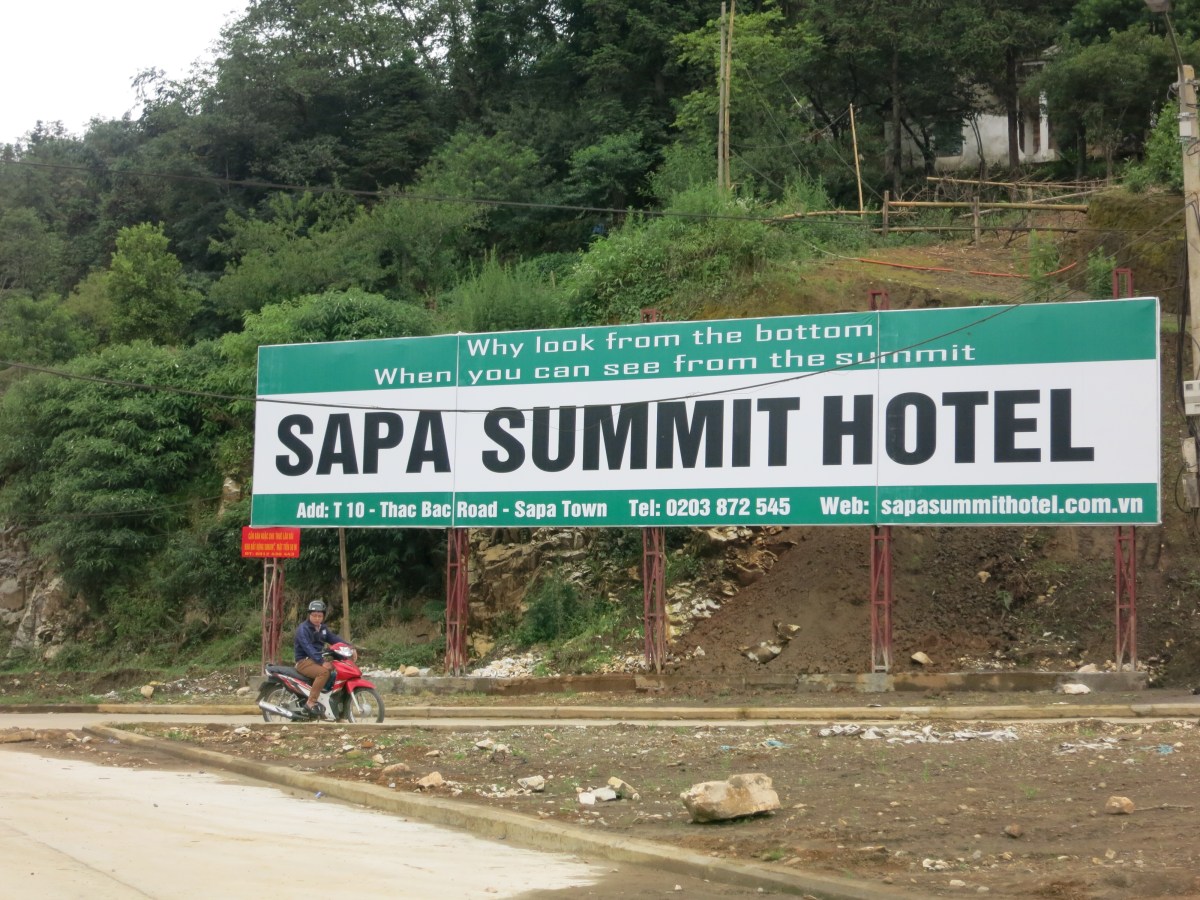 Why look from the bottom
When you can see from the summit
SAPA SUMMIT HOTEL
Add: T 10 - Thac Bac Road - Sapa Town Tel: 0203 872 545 Web: sapasummithotel.com.vn